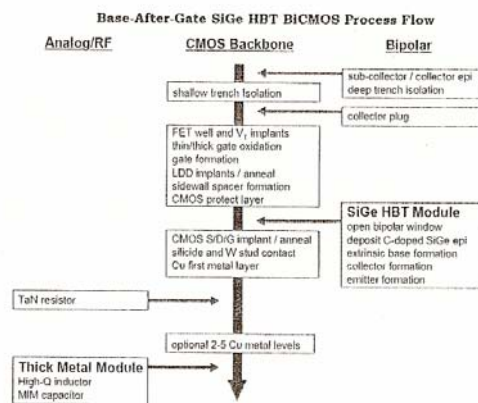 Base-After-Gate SiGe HBT BiCMOS Process Flow
Analog/RF
CMOS Backbone
Bipolar
sub-collector / collector epi
deep trench isolation
shallow trench Isolation
collector plug
FET well and Vt implants
thin/thick gate oxidation
gate formation
LDD implants / anneal
sidewall spacer formation
CMOS protect layer
SiGe HBT Module
open bipolar window
deposit C-doped SiGe epi
extrinsic base formation
collector formation
emitter formation
CMOS S/D/G implant / anneal
silicide and W stud contact
Cu first metal layer
TaN resistor
optional 2-5 Cu metal levels
Thick Metal Module
High-Q inductor
MIM capacitor